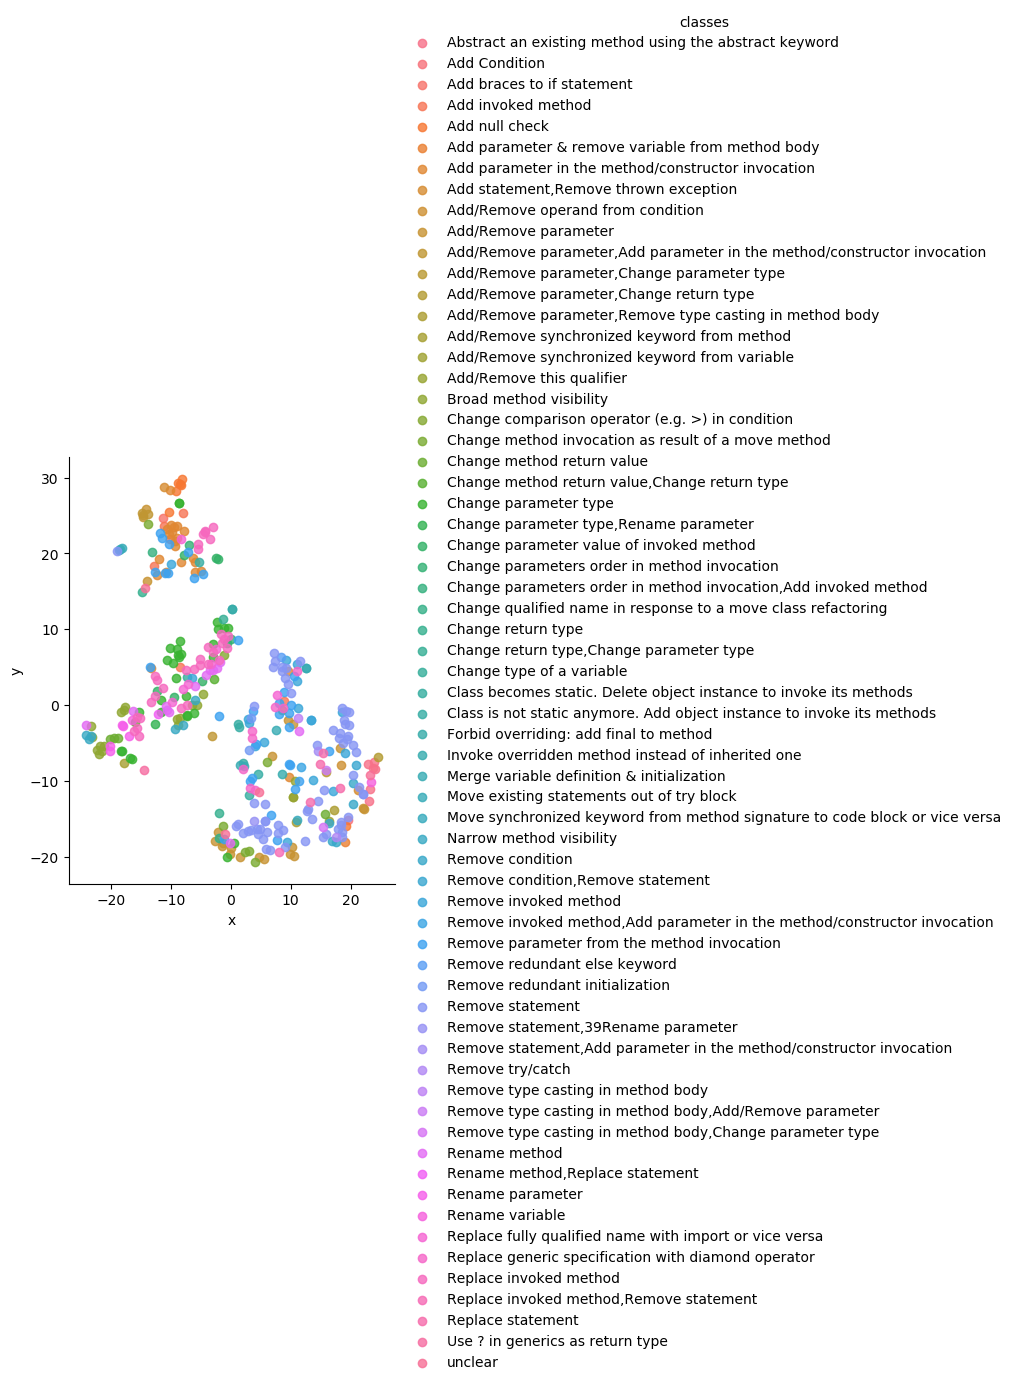 classes
Abstract an existing method using the abstract keyword
Add Condition
Add braces to if statement
Add invoked method
Add null check
Add parameter & remove variable from method body
Add parameter in the method/constructor invocation
Add statement,Remove thrown exception
Add/Remove operand from condition
Add/Remove parameter
Add/Remove parameter,Add parameter in the method/constructor invocation
Add/Remove parameter,Change parameter type
Add/Remove parameter,Change return type
Add/Remove parameter,Remove type casting in method body
Add/Remove synchronized keyword from method
Add/Remove synchronized keyword from variable
Add/Remove this qualifier
Broad method visibility
Change comparison operator (e.g. >) in condition
Change method invocation as result of a move method
Change method return value
Change method return value,Change return type
Change parameter type
Change parameter type,Rename parameter
Change parameter value of invoked method
Change parameters order in method invocation
Change parameters order in method invocation,Add invoked method
Change qualified name in response to a move class refactoring
Change return type
Change return type,Change parameter type
Change type of a variable
Class becomes static. Delete object instance to invoke its methods
Class is not static anymore. Add object instance to invoke its methods
Forbid overriding: add final to method
Invoke overridden method instead of inherited one
Merge variable definition & initialization
Move existing statements out of try block
Move synchronized keyword from method signature to code block or vice versa
Narrow method visibility
Remove condition
Remove condition,Remove statement
Remove invoked method
Remove invoked method,Add parameter in the method/constructor invocation
Remove parameter from the method invocation
Remove redundant else keyword
Remove redundant initialization
Remove statement
Remove statement,39Rename parameter
Remove statement,Add parameter in the method/constructor invocation
Remove try/catch
Remove type casting in method body
Remove type casting in method body,Add/Remove parameter
Remove type casting in method body,Change parameter type
Rename method
Rename method,Replace statement
Rename parameter
Rename variable
Replace fully qualified name with import or vice versa
Replace generic specification with diamond operator
Replace invoked method
Replace invoked method,Remove statement
Replace statement
Use ? in generics as return type
unclear
30
20
10
0
−10
−20
y
−20 −10 0 10 20
x